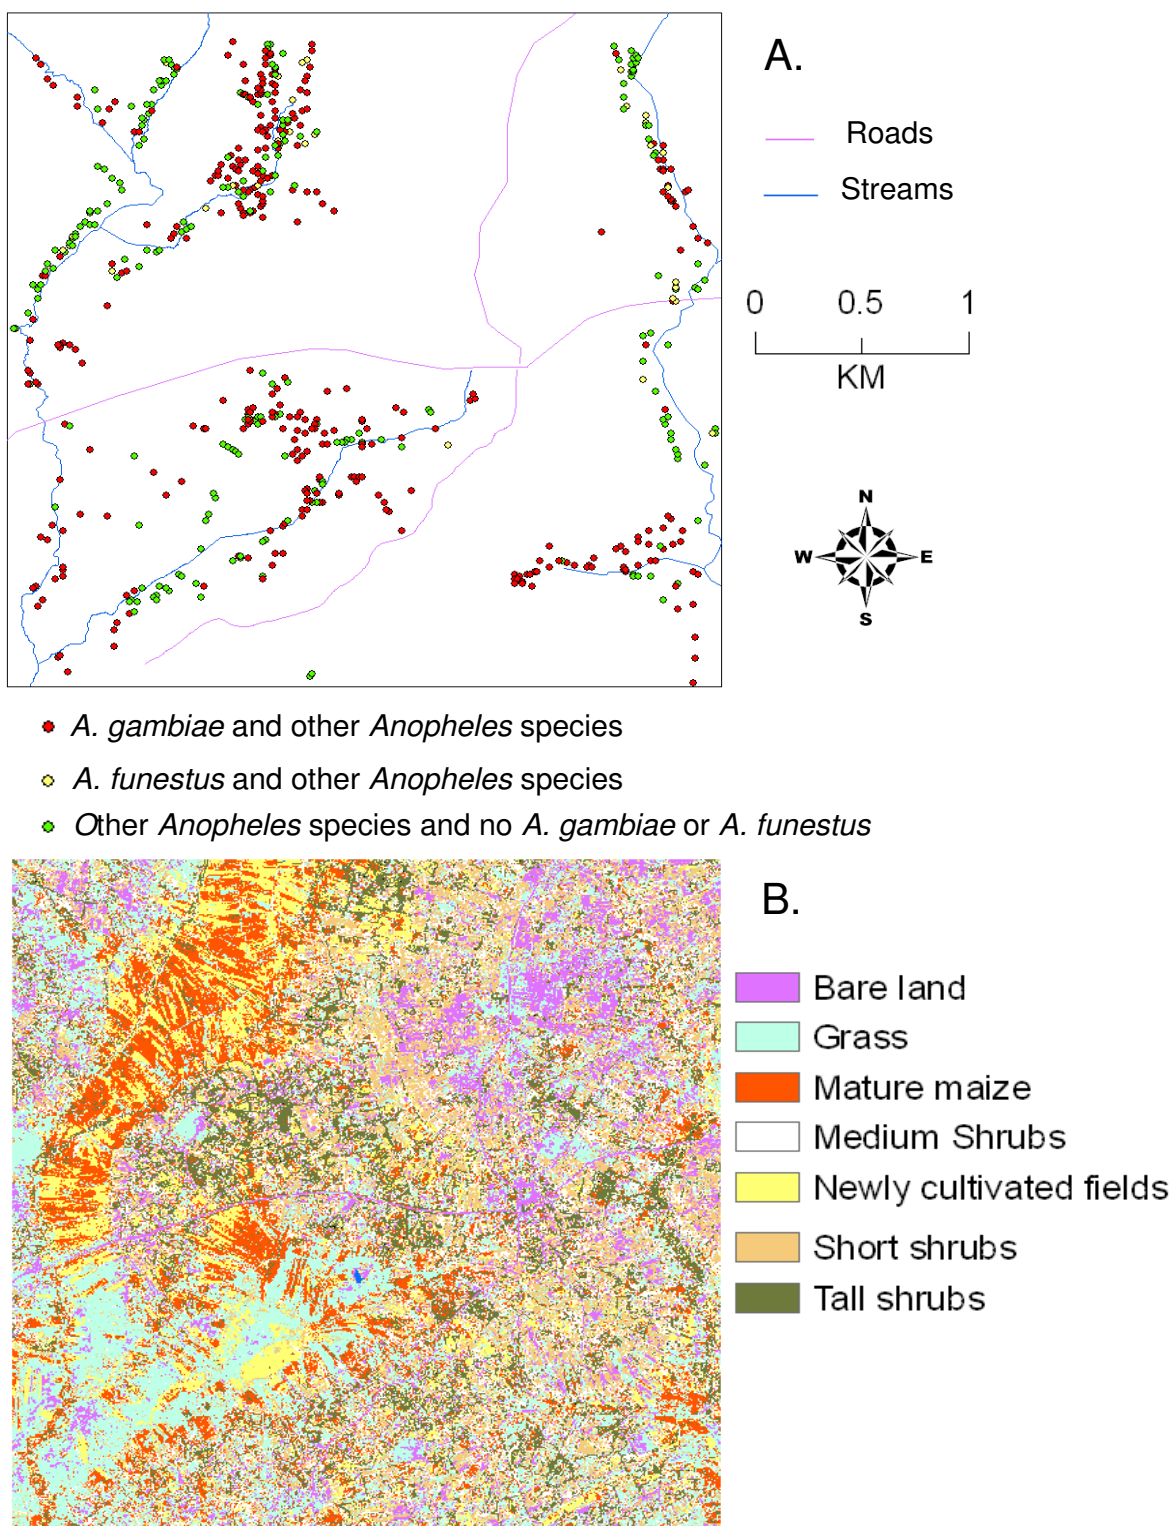 A.
Roads
Streams
0 0.5 1
KM
N
W E
S
A. gambiae and other Anopheles species
A. funestus and other Anopheles species
Other Anopheles species and no A. gambiae or A. funestus
B.
Bare land
Grass
Mature maize
Medium Shrubs
Newly cultivated fields
Short shrubs
Tall shrubs